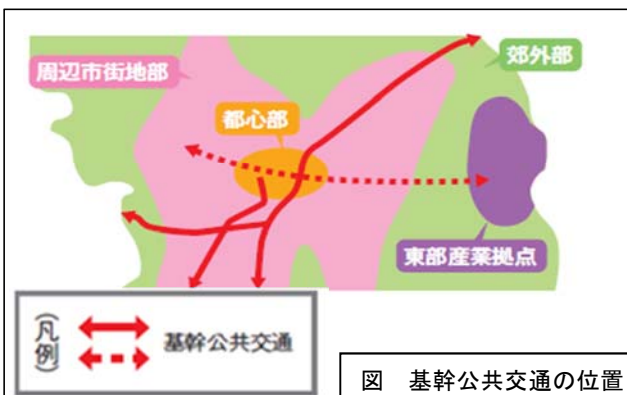 周辺市街地部
郊外部
都心部
東部産業拠点
(凡例)
基幹公共交通
図 基幹公共交通の位置